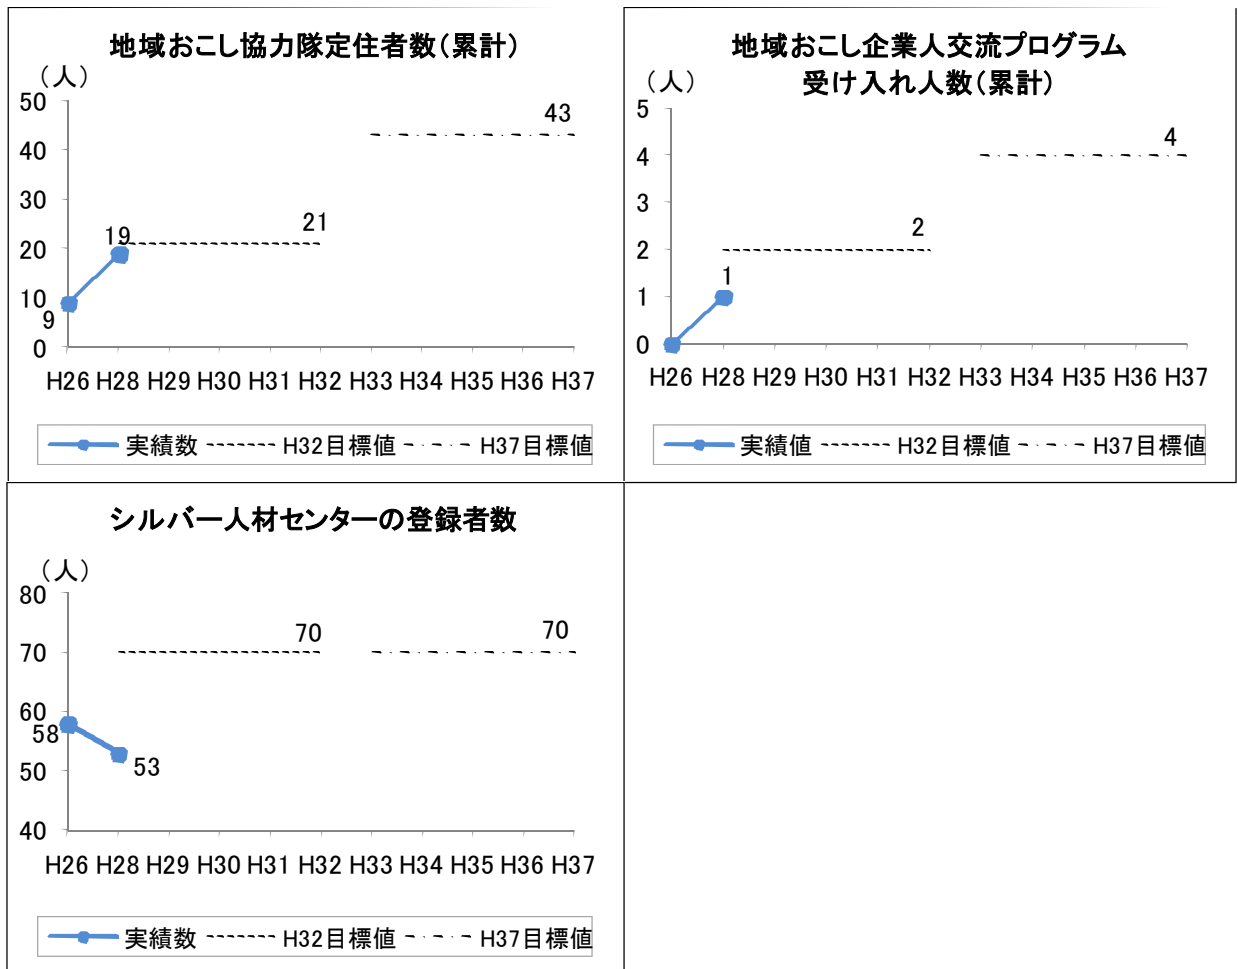 地域おこし協力隊定住者数（累計）
（人）
50
40
30
20
10
0
9
19
21
43
H26 H28 H29 H30 H31 H32 H33 H34 H35 H36 H37
実績数 H32目標値 H37目標値
地域おこし企業人交流プログラム
受け入れ人数（累計）
（人）
5
4
3
2
1
0
1
2
4
H26 H28 H29 H30 H31 H32 H33 H34 H35 H36 H37
実績値 H32目標値 H37目標値
シルバー人材センターの登録者数
（人）
80
70
60
50
40
58
53
70
70
H26 H28 H29 H30 H31 H32 H33 H34 H35 H36 H37
実績数 H32目標値 H37目標値